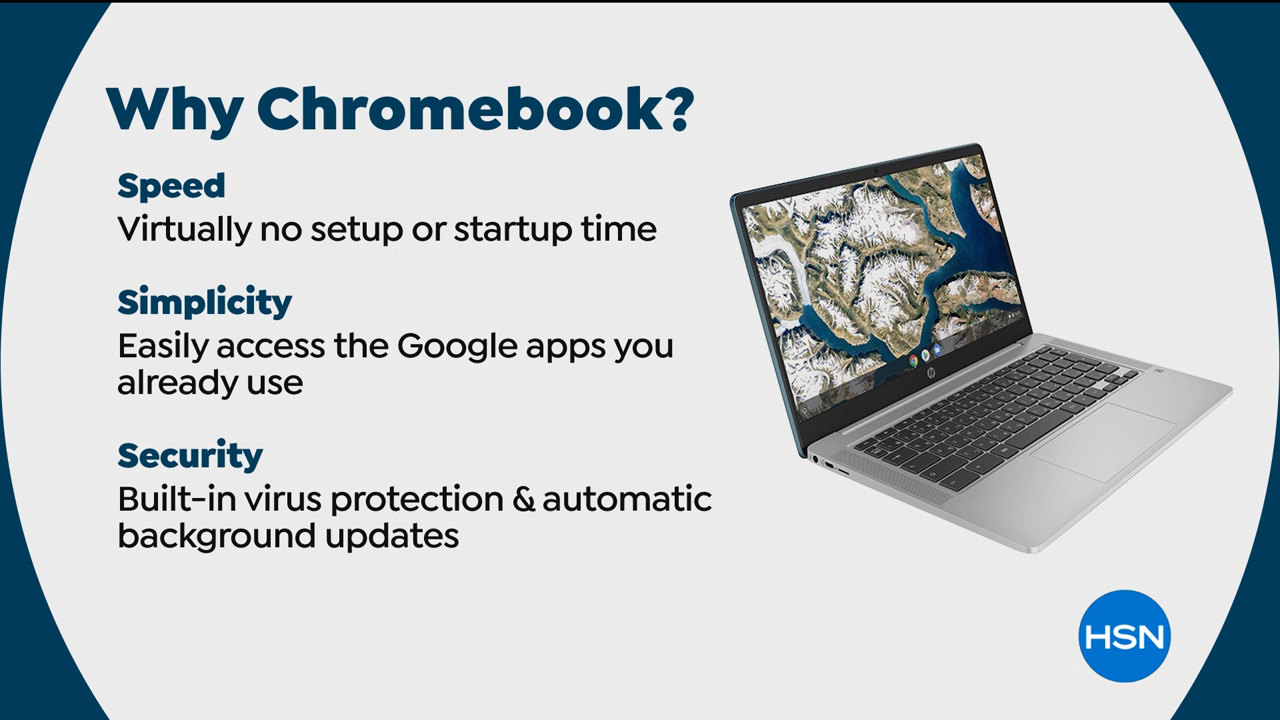 Why Chromebook?
Speed
Virtually no setup or startup time
Simplicity
Easily access the Google apps you
already use
Security
Built-in virus protection & automatic
background updates
hp
HSN